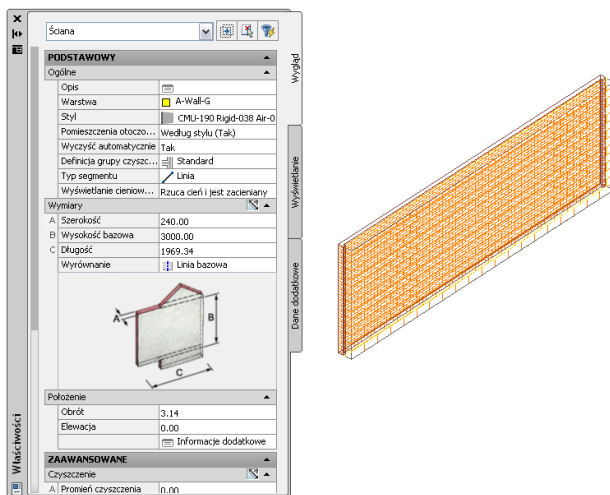 Ściana
PODSTAWOWY
Ogólne
Opis
Warstwa A-Wall-G
Styl CMU-190 Rigid-038 Air-0
Pomieszczenia otoczo... Według stylu (Tak)
Wyczyść automatycznie Tak
Definicja grupy czyszc... Standard
Typ segmentu Linia
Wyświetlanie cieniow... Rzuca cień i jest zacieniany
Wymiary
A Szerokość 240.00
B Wysokość bazowa 3000.00
C Długość 1969.34
Wyrównanie Linia bazowa
A
B
C
Położenie
Obrót 3.14
Elewacja 0.00
Informacje dodatkowe
ZAAWANSOWANE
Czyszczenie
A Promień czyszczenia 0.00
Wygląd
Wyświetlanie
Dane dodatkowe
Właściwości